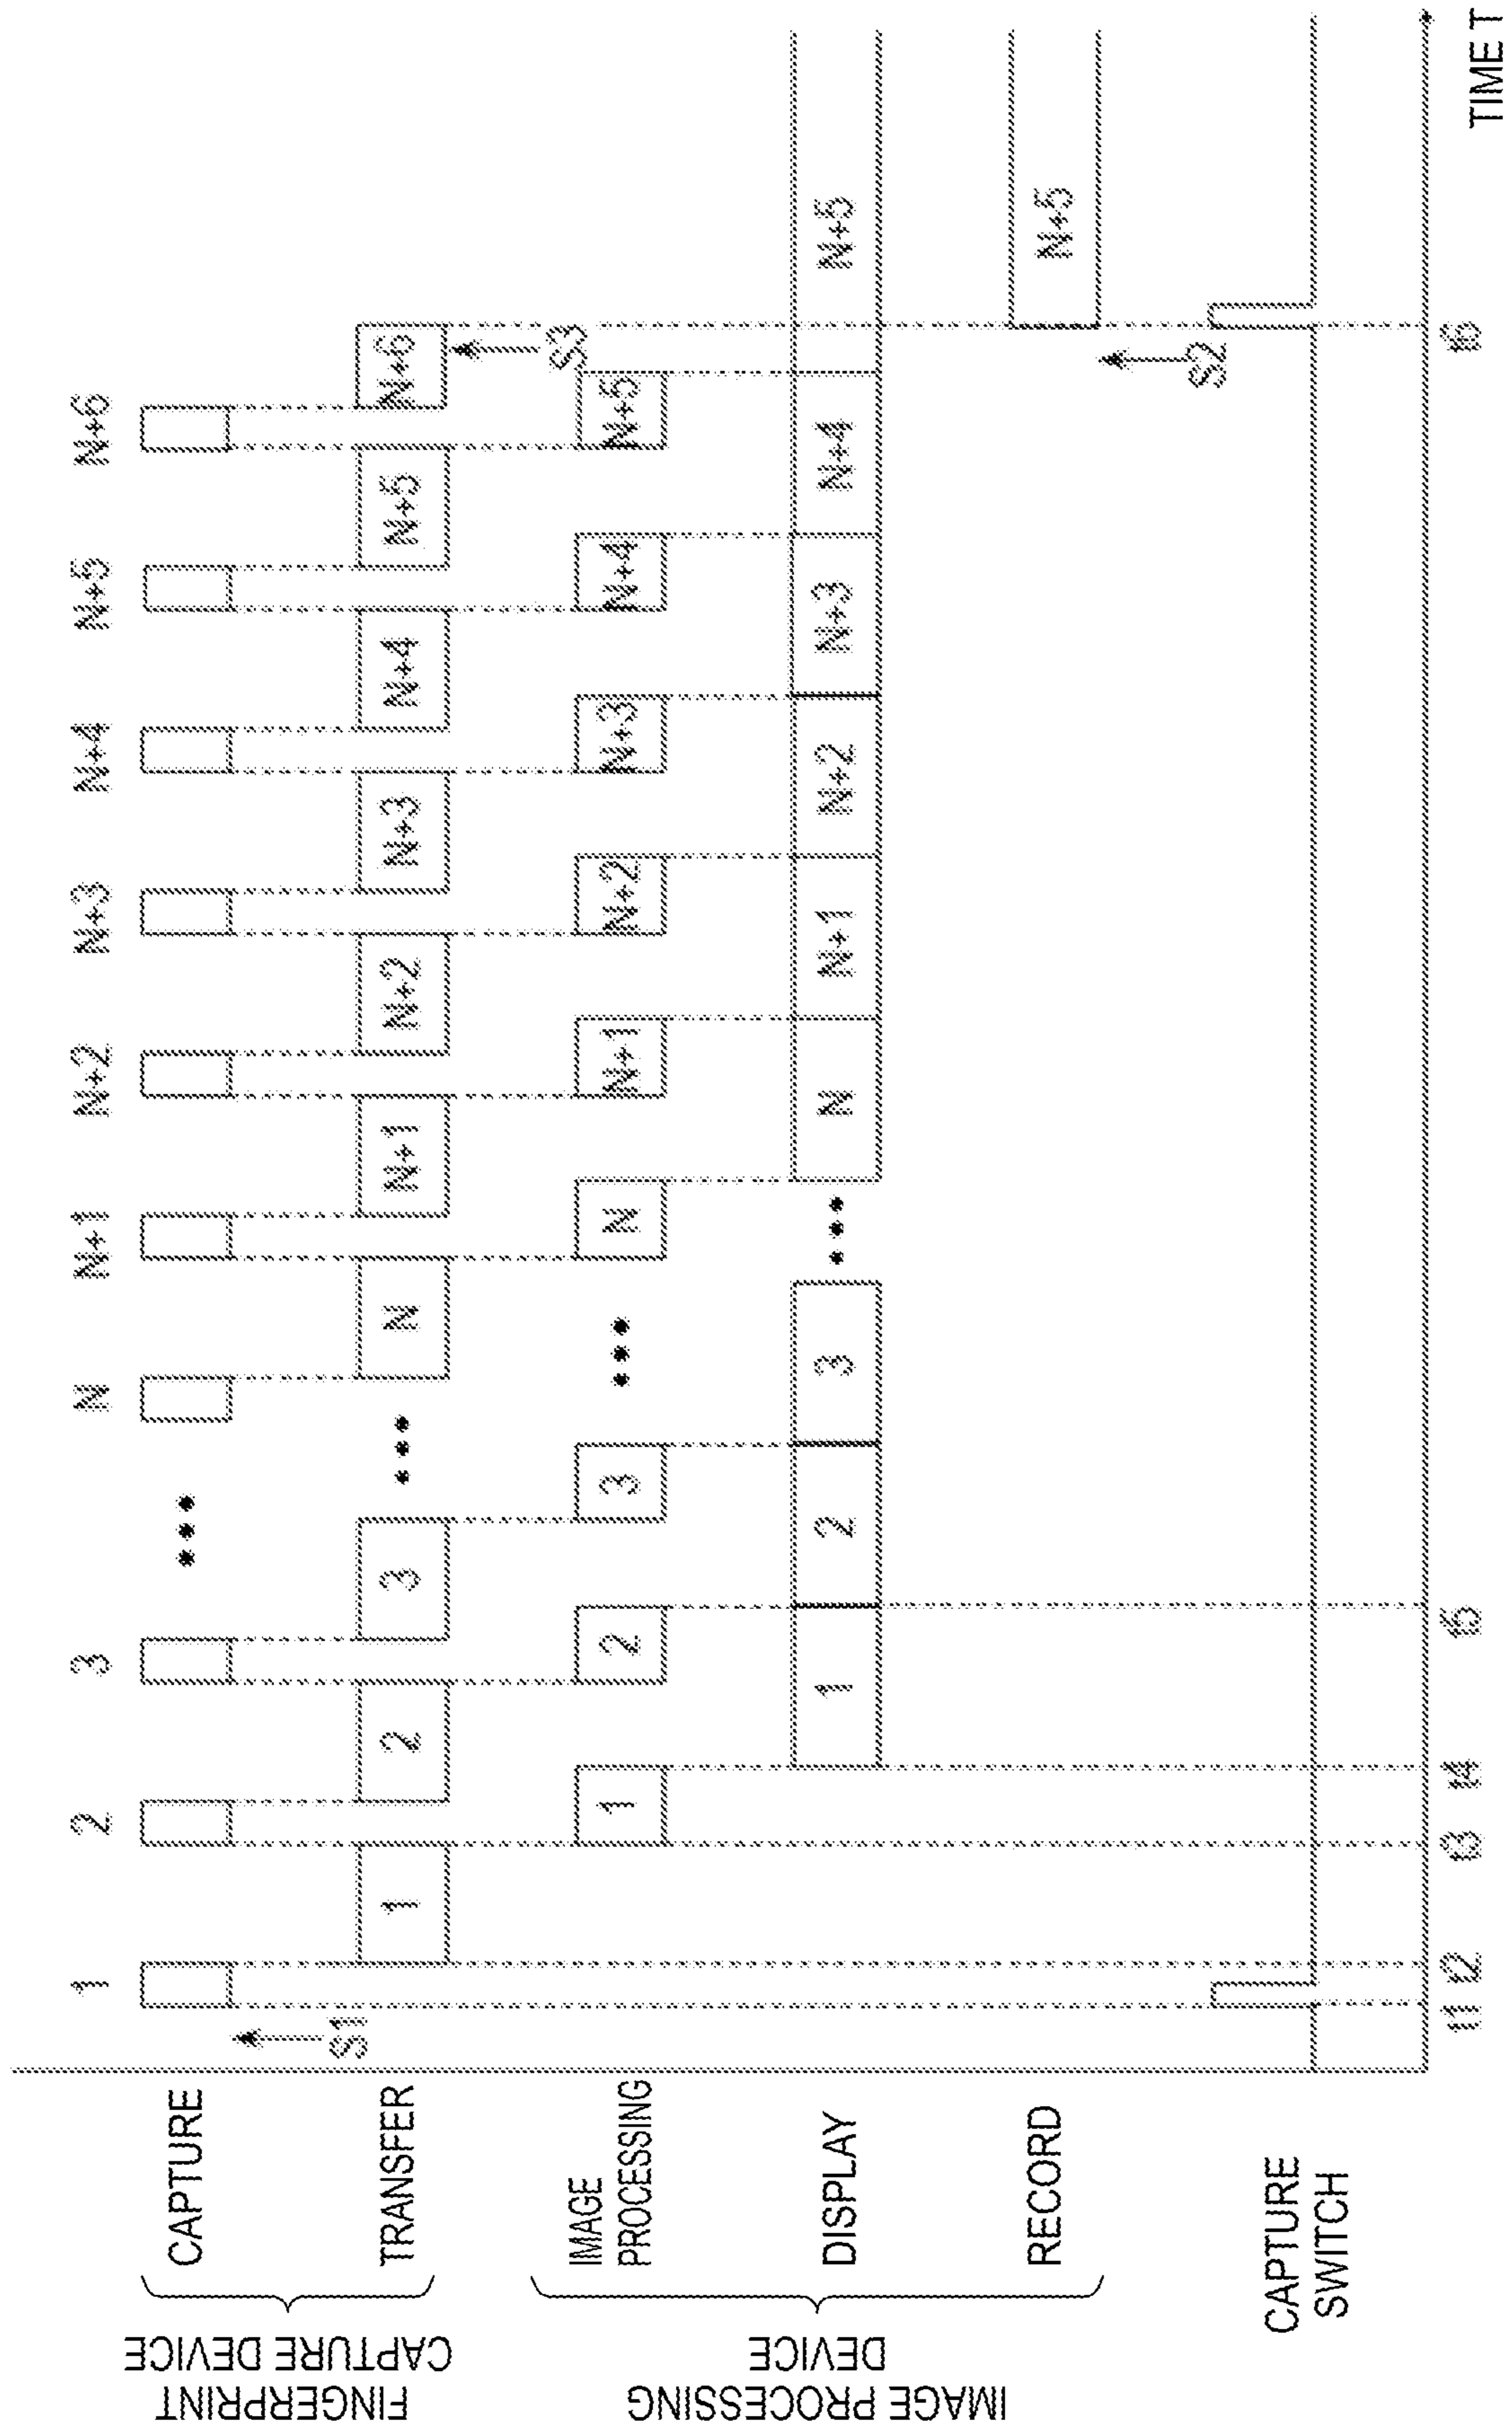 1 2 3 ••• N N+1 N+2 N+3 N+4 N+5 N+6
FINGERPRINT
CAPTURE DEVICE
CAPTURE
S1
TRANSFER
1 2 3 ••• N N+1 N+2 N+3 N+4 N+5 N+6
S3
IMAGE PROCESSING
DEVICE
IMAGE
PROCESSING
1 2 3 ••• N N+1 N+2 N+3 N+4 N+5
DISPLAY
1 2 3 ••• N N+1 N+2 N+3 N+4 N+5
RECORD
N+5
S2
CAPTURE
SWITCH
t1 t2 t3 t4 t5 t6
TIME T